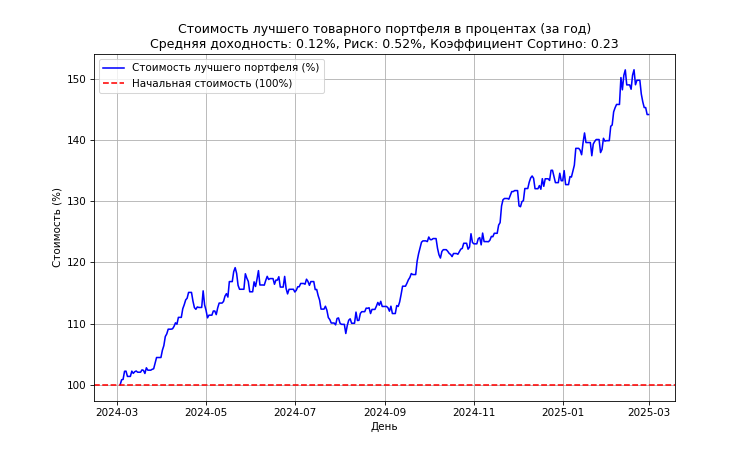 Стоимость лучшего товарного портфеля в процентах (за год)
Средняя доходность: 0.12%, Риск: 0.52%, Коэффициент Сортино: 0.23
Стоимость лучшего портфеля (%)
Начальная стоимость (100%)
Стоимость (%)
150
140
130
120
110
100
2024-03
2024-05
2024-07
2024-09
2024-11
2025-01
2025-03
День